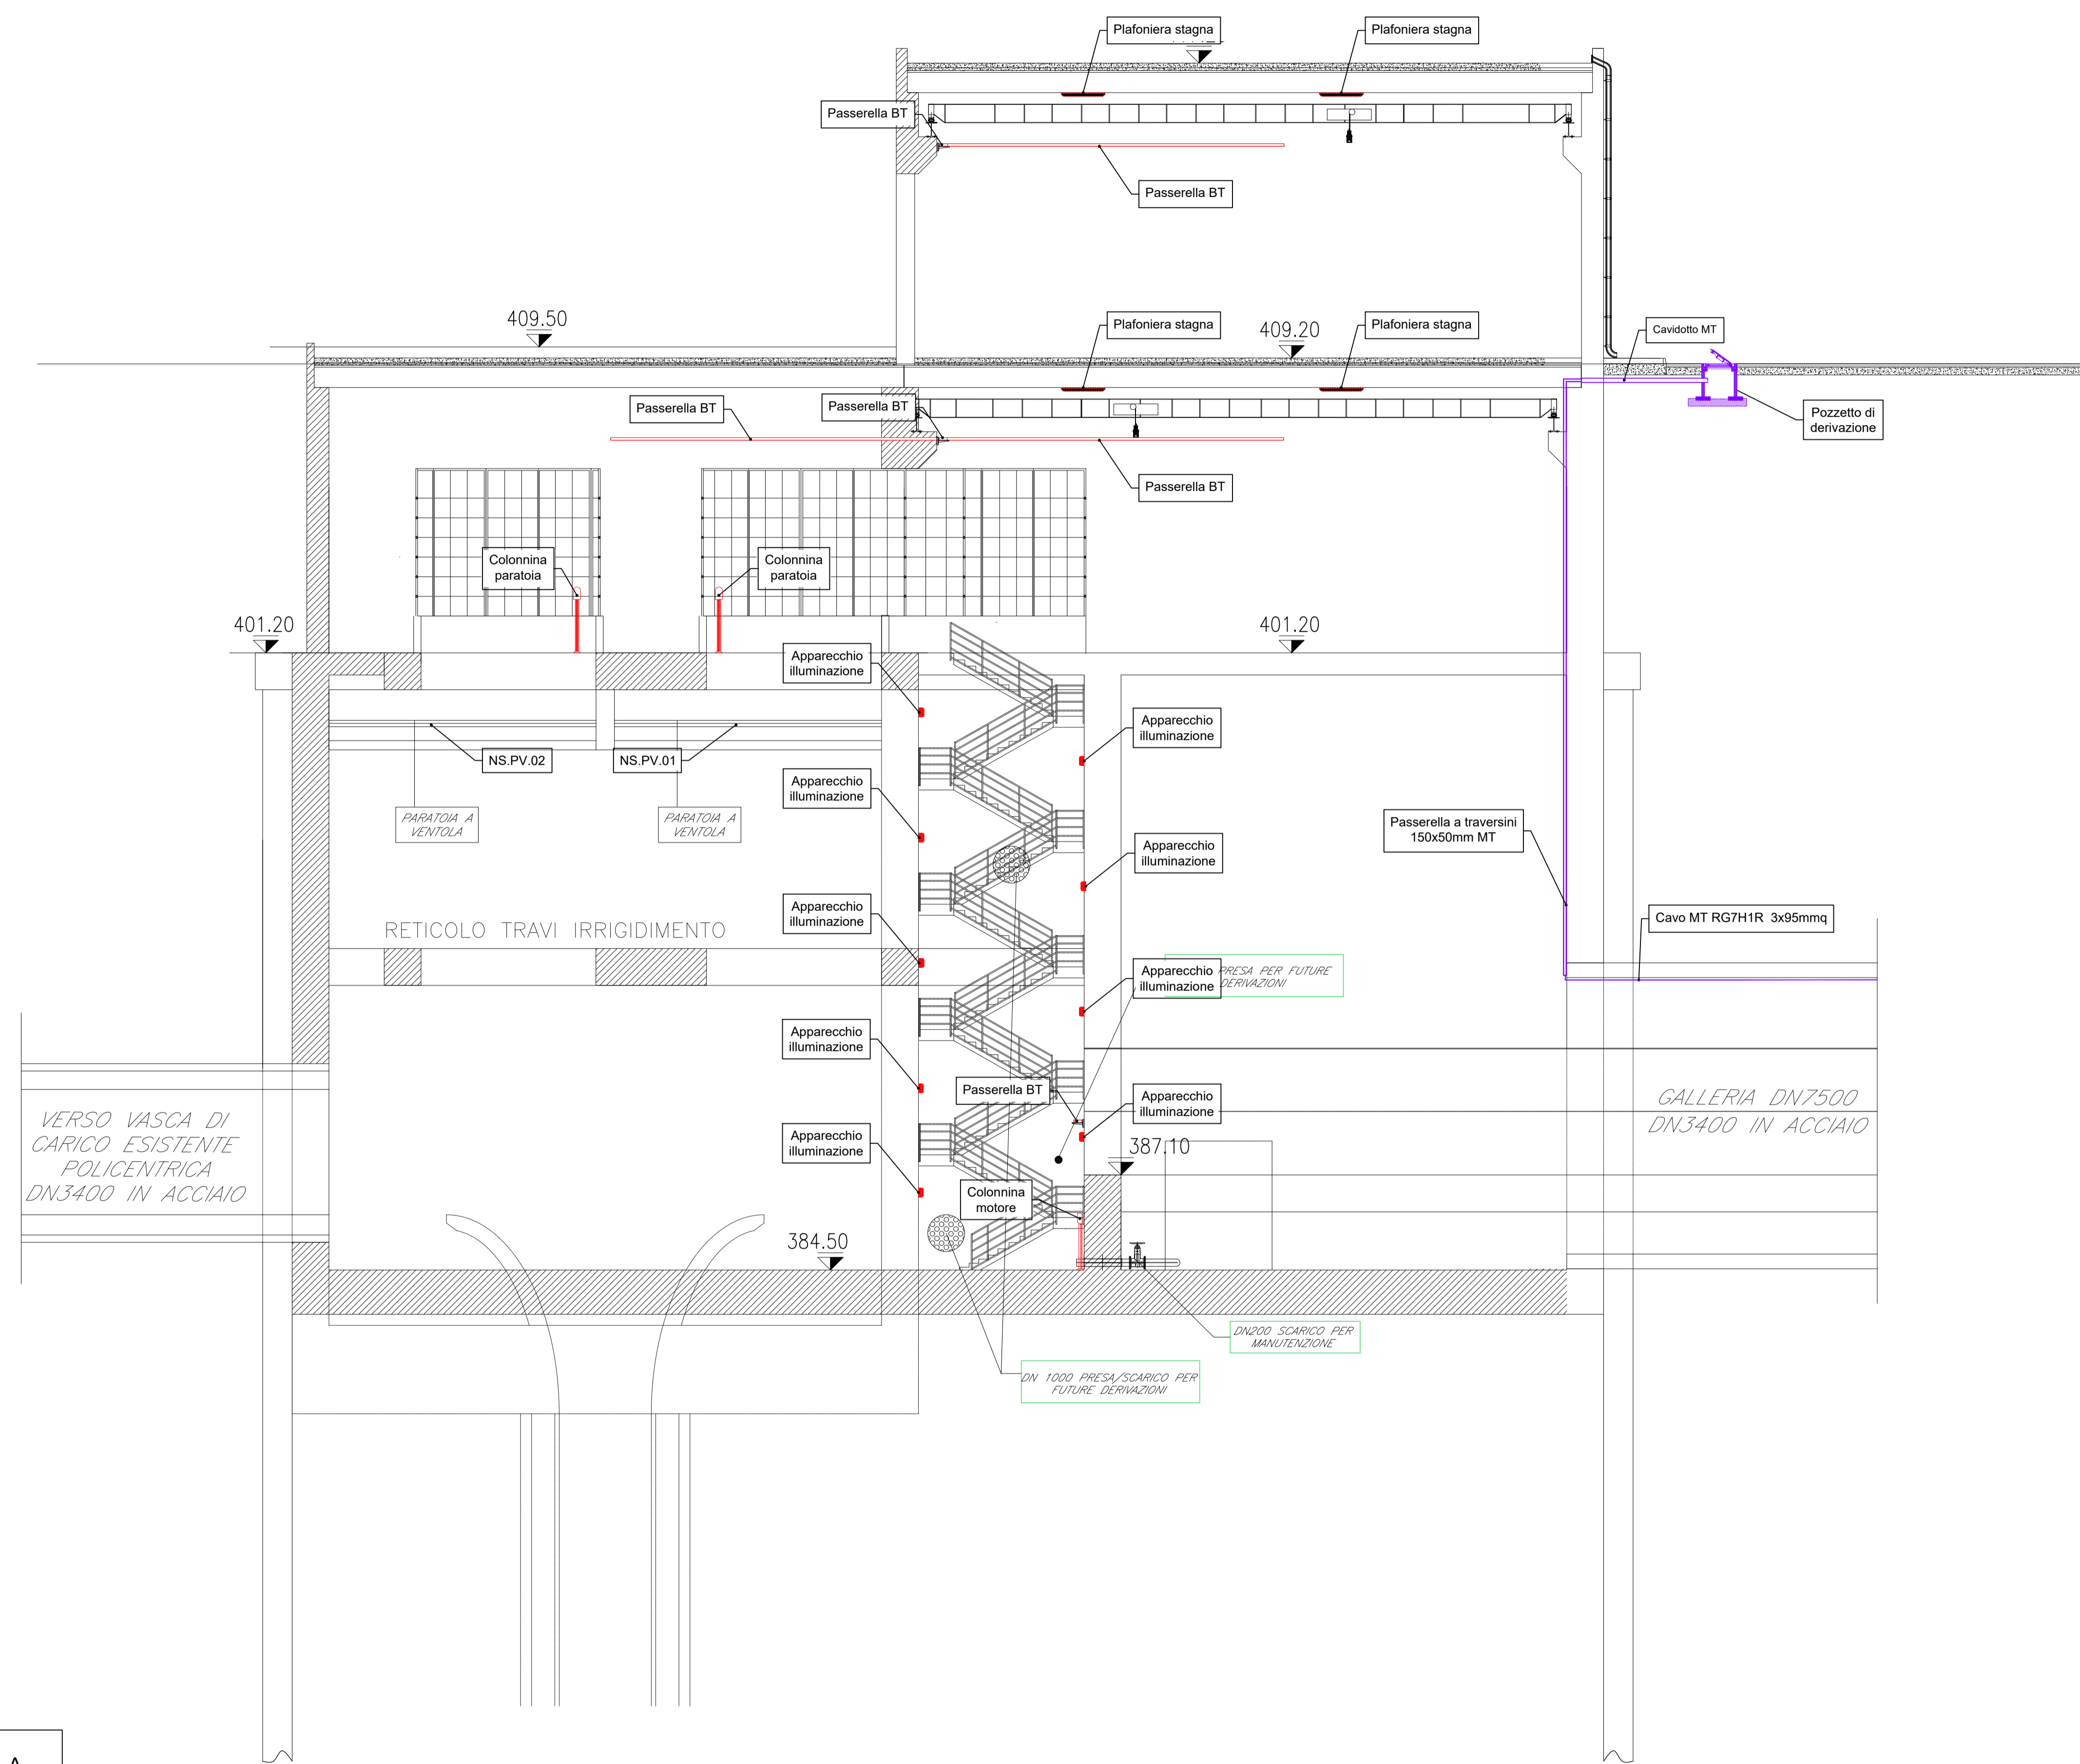 Plafoniera stagna
Plafoniera stagna
Passerella BT
Passerella BT
409.50
Plafoniera stagna
409.20
Plafoniera stagna
Cavidotto MT
Passerella BT
Passerella BT
Pozzetto di
derivazione
Passerella BT
Colonnina
paratoia
Colonnina
paratoia
401.20
401.20
Apparecchio
illuminazione
Apparecchio
illuminazione
NS.PV.02
NS.PV.01
Apparecchio
illuminazione
PARATOIA A
VENTOLA
PARATOIA A
VENTOLA
Passerella a traversini
150x50mm MT
Apparecchio
illuminazione
Apparecchio
illuminazione
RETICOLO TRAVI IRRIGIDIMENTO
Cavo MT RG7H1R  3x95mmq
Apparecchio
illuminazione
PRESA PER FUTURE
DERIVAZIONI
Apparecchio
illuminazione
Passerella BT
Apparecchio
illuminazione
GALLERIA DN7500
DN3400 IN ACCIAIO
VERSO VASCA DI
CARICO ESISTENTE
POLICENTRICA
DN3400 IN ACCIAIO
Apparecchio
illuminazione
387.10
Colonnina
motore
384.50
DN200 SCARICO PER
MANUTENZIONE
DN 1000 PRESA/SCARICO PER
FUTURE DERIVAZIONI